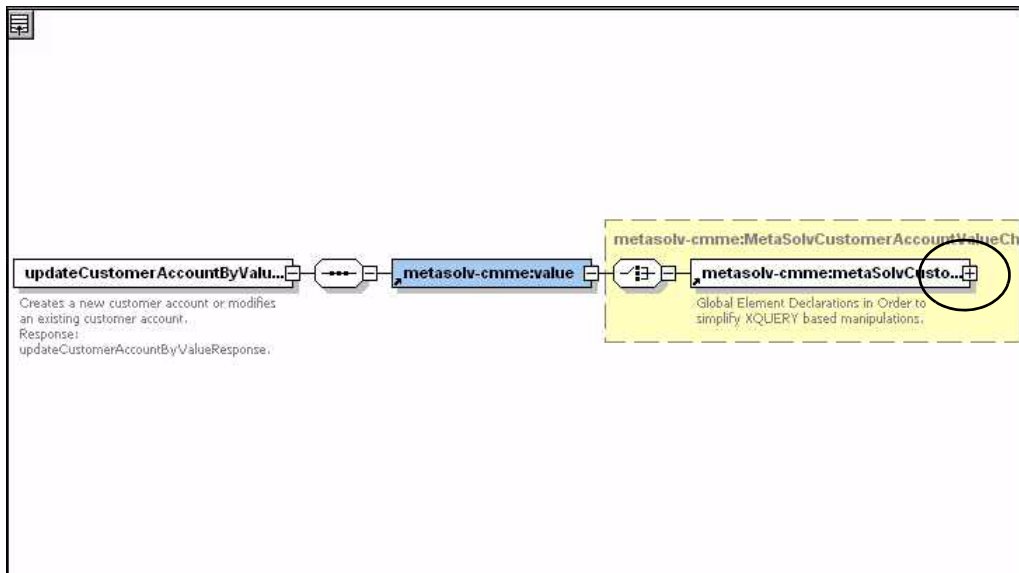 metasolv-cmme:MetaSolvCustomerAccountValueCh
updateCustomerAccountByValu...
metasolv-cmme:value
metasolv-cmme:metaSolvCusto...
Creates a new customer account or modifies
an existing customer account.
Response:
updateCustomerAccountByValueResponse.
Global Element Declarations in Order to
simplify XQUERY based manipulations.